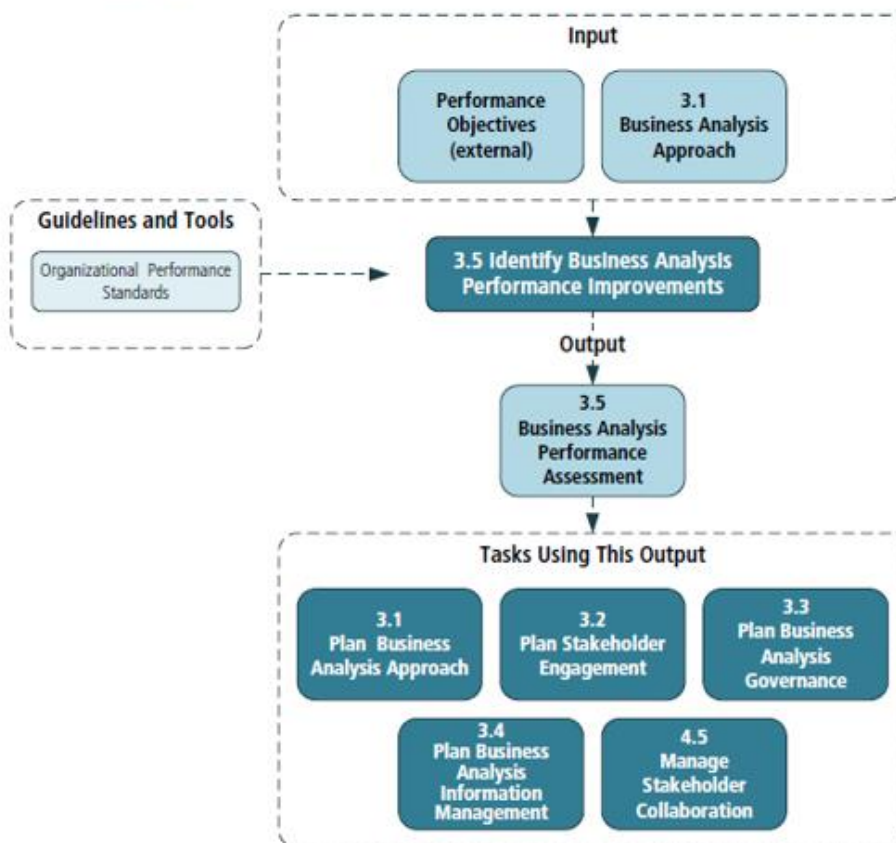 Input
Performance
Objectives
(external)
3.1
Business Analysis
Approach
Guidelines and Tools
Organizational Performance
Standards
3.5 Identify Business Analysis
Performance Improvements
Output
3.5
Business Analysis
Performance
Assessment
Tasks Using This Output
3.1
Plan Business
Analysis Approach
3.2
Plan Stakeholder
Engagement
3.3
Plan Business
Analysis
Governance
3.4
Plan Business
Analysis
Information
Management
4.5
Manage
Stakeholder
Collaboration